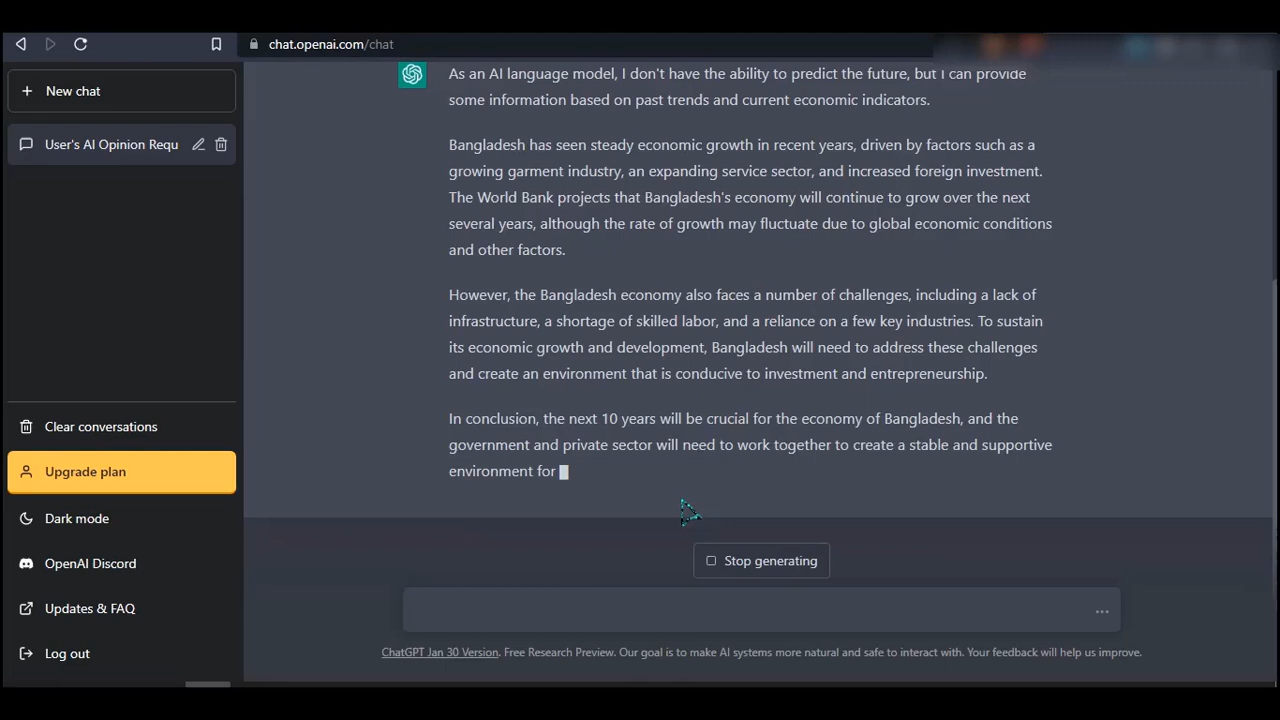 chat.openai.com/chat
New chat
User's AI Opinion Requ
Clear conversations
Upgrade plan
Dark mode
OpenAI Discord
Updates & FAQ
Log out
As an AI language model, I don't have the ability to predict the future, but I can provide
some information based on past trends and current economic indicators.
Bangladesh has seen steady economic growth in recent years, driven by factors such as a
growing garment industry, an expanding service sector, and increased foreign investment.
The World Bank projects that Bangladesh's economy will continue to grow over the next
several years, although the rate of growth may fluctuate due to global economic conditions
and other factors.
However, the Bangladesh economy also faces a number of challenges, including a lack of
infrastructure, a shortage of skilled labor, and a reliance on a few key industries. To sustain
its economic growth and development, Bangladesh will need to address these challenges
and create an environment that is conducive to investment and entrepreneurship.
In conclusion, the next 10 years will be crucial for the economy of Bangladesh, and the
government and private sector will need to work together to create a stable and supportive
environment for
Stop generating
ChatGPT Jan 30 Version. Free Research Preview. Our goal is to make AI systems more natural and safe to interact with. Your feedback will help us improve.